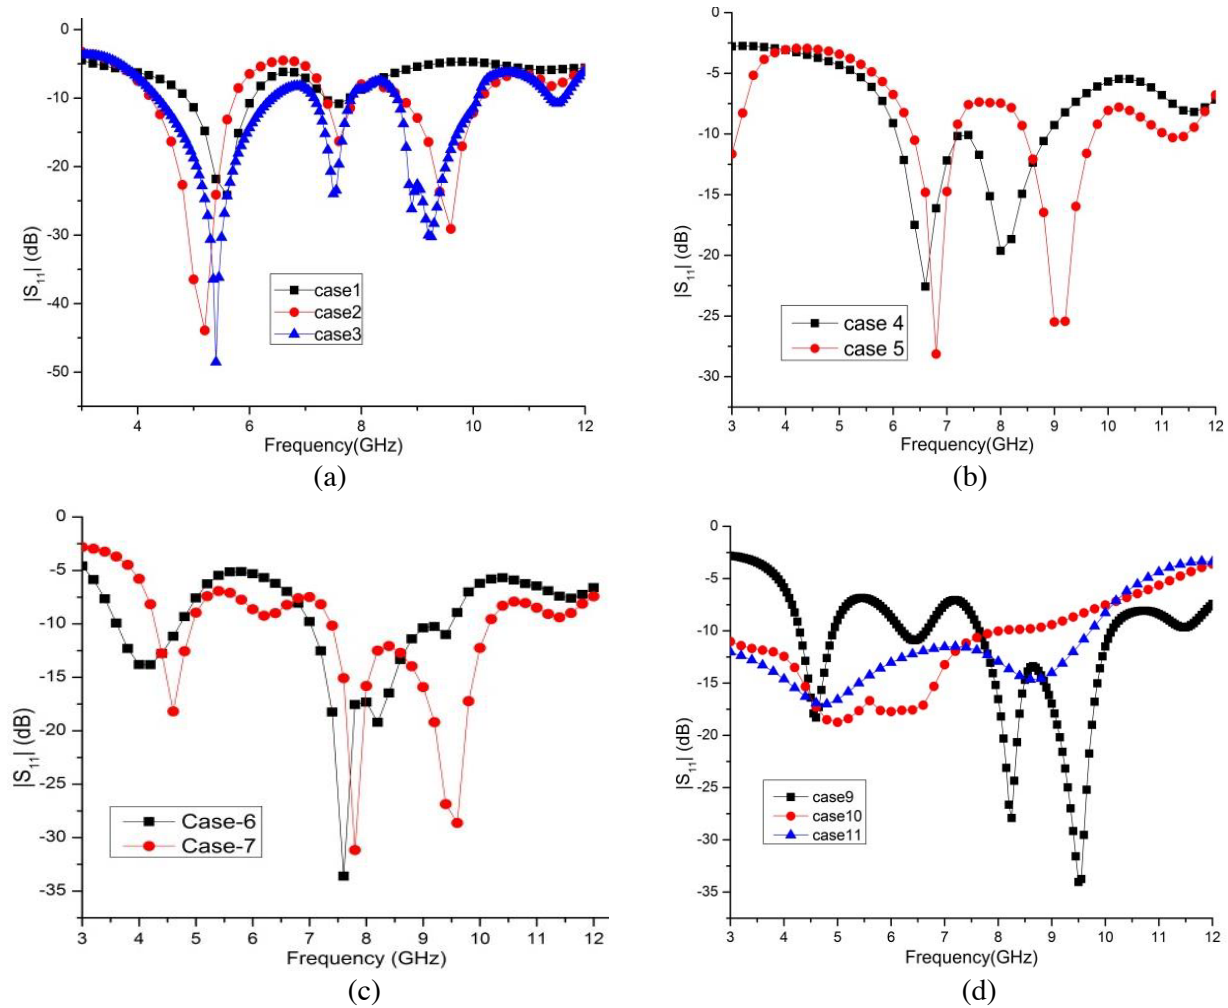 0
-10
-20
-30
-40
-50
|S₁₁| (dB)
case1
case2
case3
4 6 8 10 12
Frequency(GHz)
(a)
0
-5
-10
-15
-20
-25
-30
|S₁₁| (dB)
case 4
case 5
3 4 5 6 7 8 9 10 11 12
Frequency(GHz)
(b)
0
-5
-10
-15
-20
-25
-30
-35
|S₁₁| (dB)
Case-6
Case-7
3 4 5 6 7 8 9 10 11 12
Frequency (GHz)
(c)
0
-5
-10
-15
-20
-25
-30
-35
|S₁₁| (dB)
case9
case10
case11
3 4 5 6 7 8 9 10 11 12
Frequency(GHz)
(d)